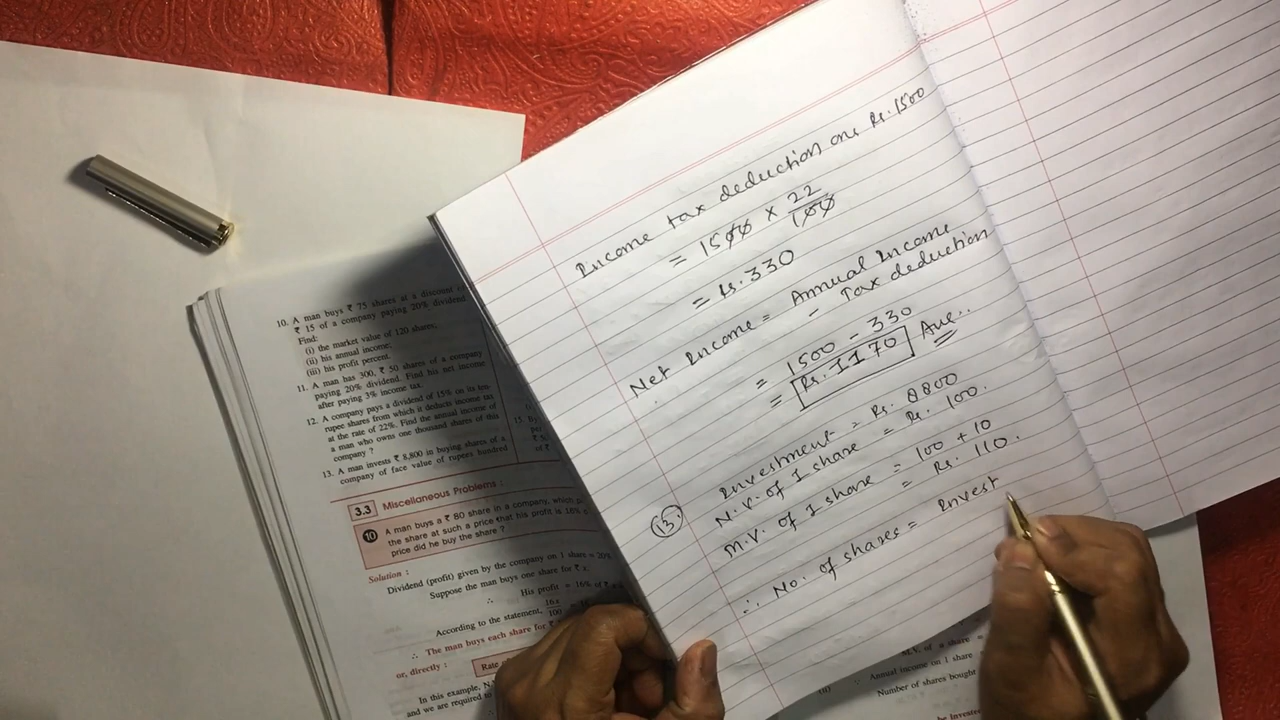 Income tax deduction one Rs. 1500
= 1500 × 22/100
= Rs. 330
Net Income = Annual Income
- Tax deduction
= 1500 - 330
= Rs. 1170 Ans..
13. Investment = Rs. 8800
N.V. of 1 share = Rs. 100.
M.V. of 1 share = 100 + 10
= Rs. 110.
∴ No. of shares = Invest
10. A man buys ₹ 75 shares at a discount
₹ 15 of a company paying 20% dividend
Find:
(i) the market value of 120 shares;
(ii) his annual income;
(iii) his profit percent.
11. A man has 300, ₹ 50 shares of a company
paying 20% dividend. Find his net income
after paying 3% income tax.
12. A company pays a dividend of 15% on its ten
rupee shares from which it deducts income tax
at the rate of 22%. Find the annual income of
a man who owns one thousand shares of this
company ?
13. A man invests ₹ 8,800 in buying shares of a
company of face value of rupees hundred
3.3 Miscellaneous Problems :
10 A man buys a ₹ 80 share in a company, which
the share at such a price that his profit is 16%
price did he buy the share ?
Solution :
Dividend (profit) given by the company on 1 share = 20%
Suppose the man buys one share for ₹ x
∴ His profit = 16% of ₹
According to the statement, 16x/100
∴ The man buys each share for ₹
or, directly : Rate
In this example, N.
and we are required to
M.V. of a share =
(ii) Annual income on 1 share =
Number of shares bought
be invested